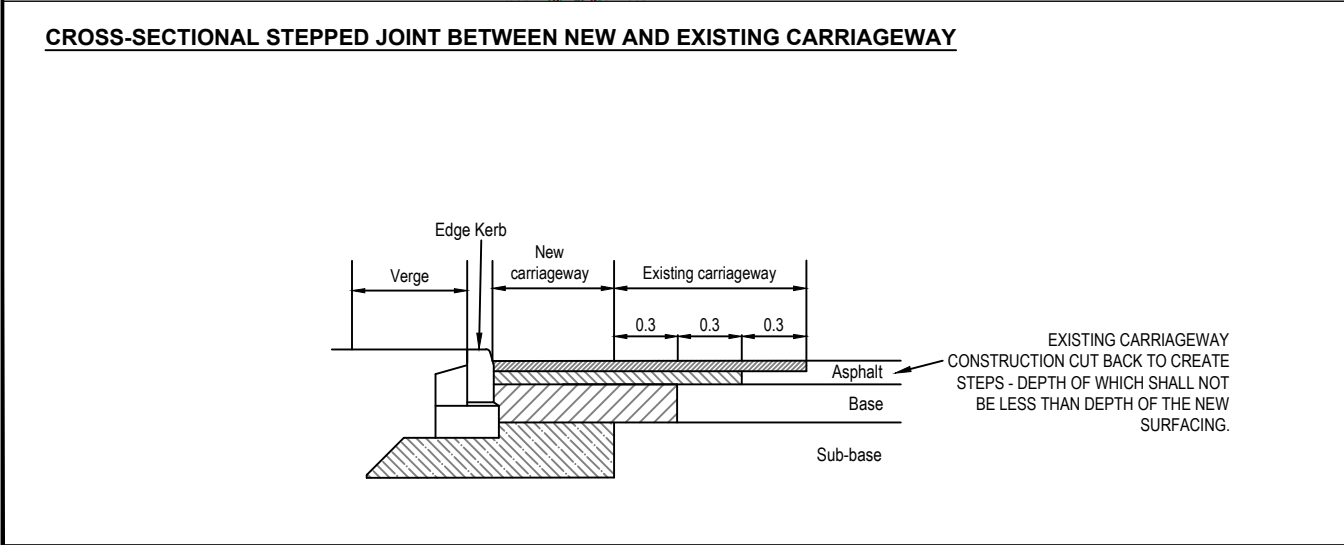 CROSS-SECTIONAL STEPPED JOINT BETWEEN NEW AND EXISTING CARRIAGEWAY
Edge Kerb
Verge
New
carriageway
Existing carriageway
0.3 0.3 0.3
Asphalt
Base
Sub-base
EXISTING CARRIAGEWAY
CONSTRUCTION CUT BACK TO CREATE
STEPS - DEPTH OF WHICH SHALL NOT
BE LESS THAN DEPTH OF THE NEW
SURFACING.